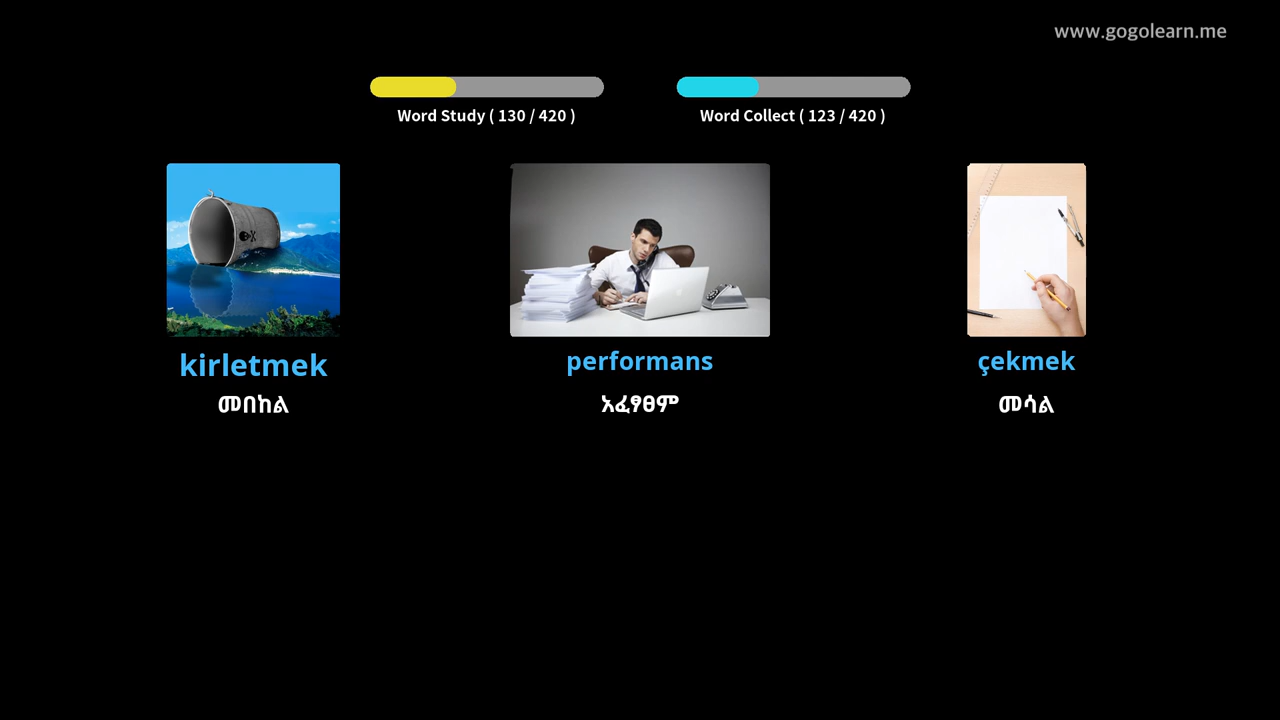 www.gogolearn.me
Word Study ( 130 / 420 )
Word Collect ( 123 / 420 )
kirletmek
performans
çekmek
መበከል
አፈፃፀም
መሳል